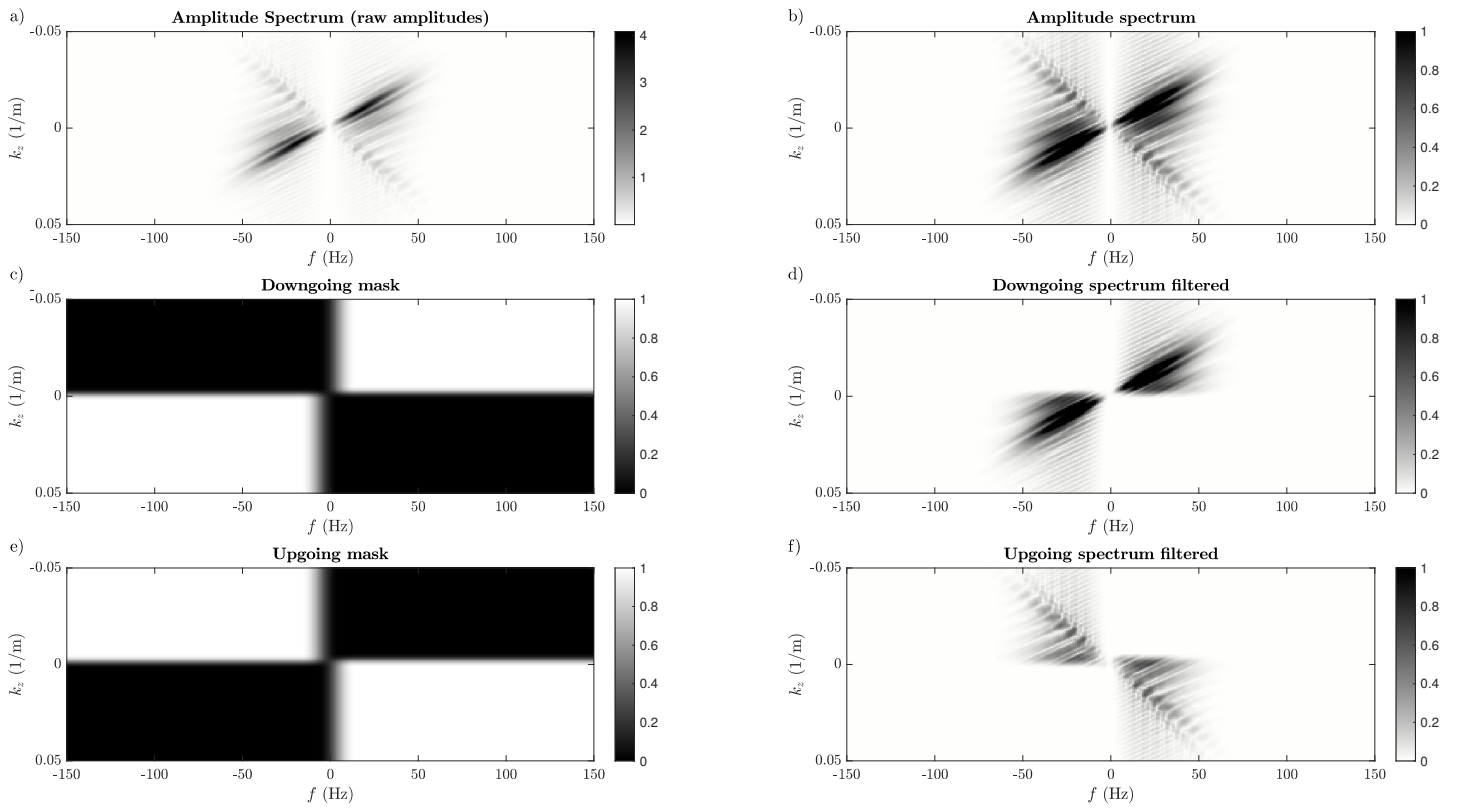 a) Amplitude Spectrum (raw amplitudes)
-0.05
0
0.05
k_z (1/m)
-150 -100 -50 0 50 100 150
f (Hz)
4
3
2
1
b) Amplitude spectrum
-0.05
0
0.05
k_z (1/m)
-150 -100 -50 0 50 100 150
f (Hz)
1
0.8
0.6
0.4
0.2
0
c) Downgoing mask
-0.05
0
0.05
k_z (1/m)
-150 -100 -50 0 50 100 150
f (Hz)
1
0.8
0.6
0.4
0.2
0
d) Downgoing spectrum filtered
-0.05
0
0.05
k_z (1/m)
-150 -100 -50 0 50 100 150
f (Hz)
1
0.8
0.6
0.4
0.2
0
e) Upgoing mask
-0.05
0
0.05
k_z (1/m)
-150 -100 -50 0 50 100 150
f (Hz)
1
0.8
0.6
0.4
0.2
0
f) Upgoing spectrum filtered
-0.05
0
0.05
k_z (1/m)
-150 -100 -50 0 50 100 150
f (Hz)
1
0.8
0.6
0.4
0.2
0